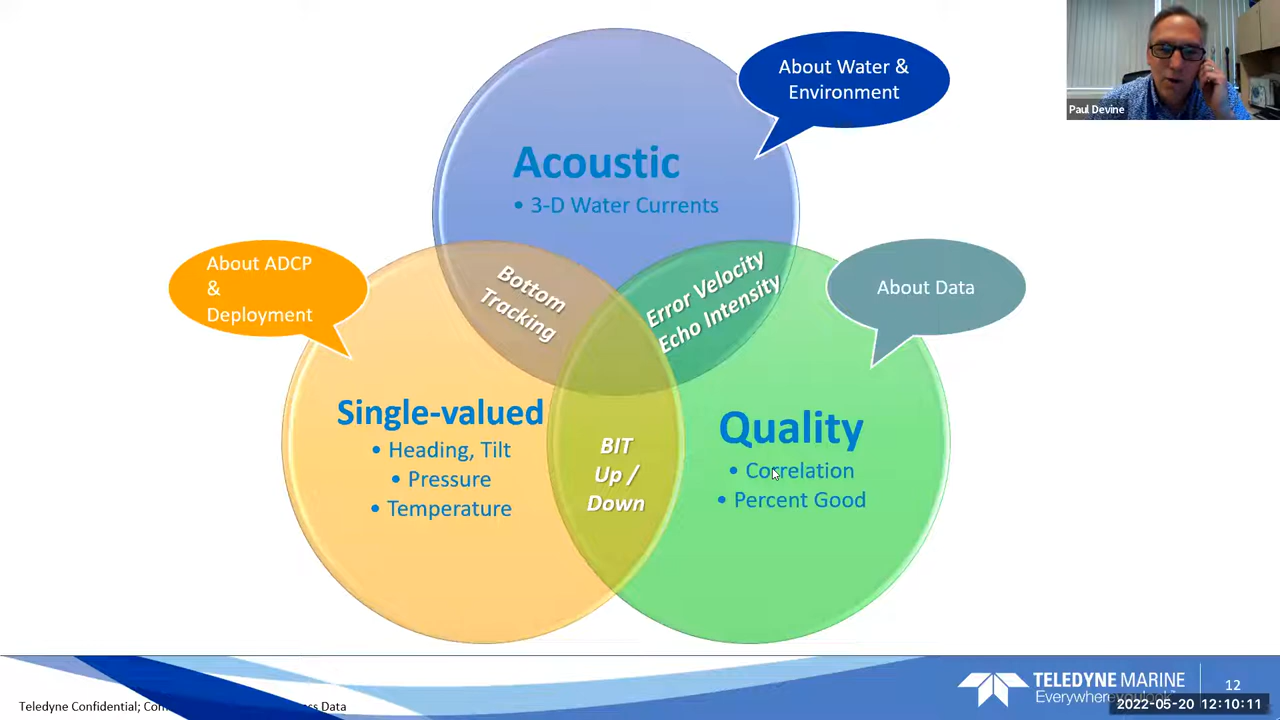 About Water &
Environment
Paul Devine
Acoustic
• 3-D Water Currents
About ADCP
&
Deployment
Bottom
Tracking
Error Velocity
Echo Intensity
About Data
Single-valued
• Heading, Tilt
• Pressure
• Temperature
BIT
Up /
Down
Quality
• Correlation
• Percent Good
Teledyne Confidential;
Data
TELEDYNE MARINE
Everywhereyoulook
12
2022-05-20 12:10:11